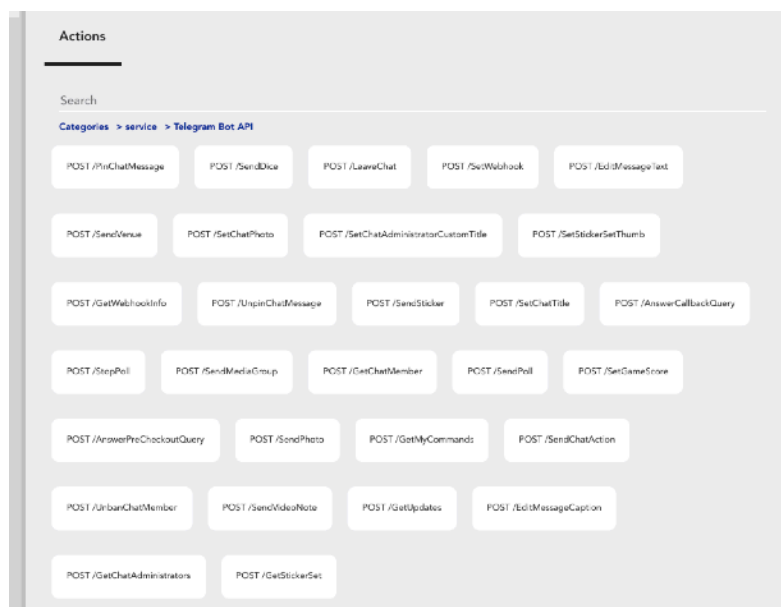 Actions
Search
Categories > service > Telegram Bot API
POST /PinChatMessage POST /SendDice POST /LeaveChat POST /SetWebhook POST /EditMessageText
POST /SendVenue POST /SetChatPhoto POST /SetChatAdministratorCustomTitle POST /SetStickerSetThumb
POST /GetWebhookInfo POST /UnpinChatMessage POST /SendSticker POST /SetChatTitle POST /AnswerCallbackQuery
POST /StopPoll POST /SendMediaGroup POST /GetChatMember POST /SendPoll POST /SetGameScore
POST /AnswerPreCheckoutQuery POST /SendPhoto POST /GetMyCommands POST /SendChatAction
POST /UnbanChatMember POST /SendVideoNote POST /GetUpdates POST /EditMessageCaption
POST /GetChatAdministrators POST /GetStickerSet